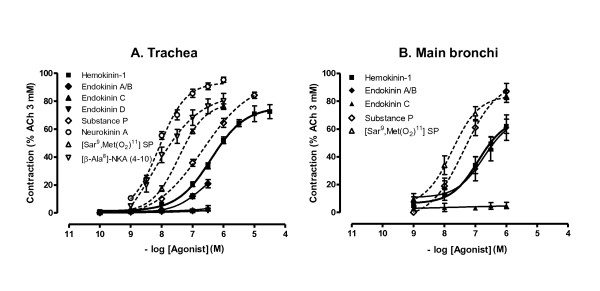 A. Trachea
Contraction (% ACh 3 mM)
100
80
60
40
20
0
Hemokinin-1
Endokinin A/B
Endokinin C
Endokinin D
Substance P
Neurokinin A
[Sar⁹,Met(O₂)¹¹] SP
[β-Ala⁸]-NKA (4-10)
11 10 9 8 7 6 5 4
- log [Agonist] (M)
B. Main bronchi
Contraction (% ACh 3 mM)
100
80
60
40
20
0
Hemokinin-1
Endokinin A/B
Endokinin C
Substance P
[Sar⁹,Met(O₂)¹¹] SP
11 10 9 8 7 6 5 4
- log [Agonist] (M)